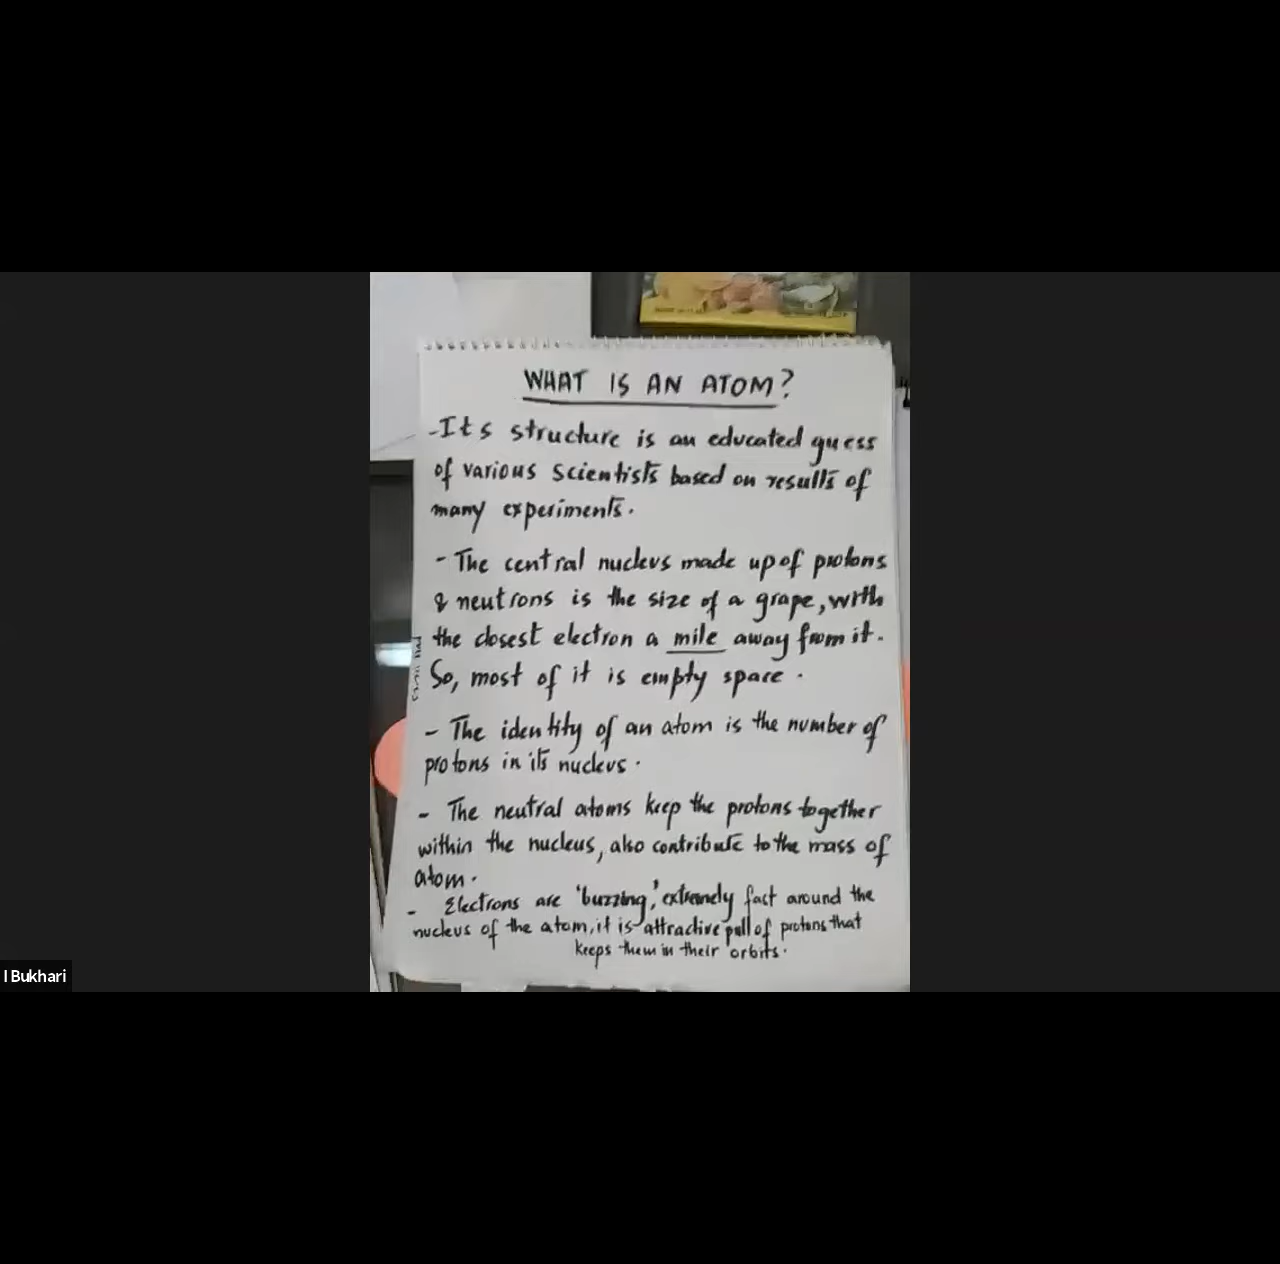 WHAT IS AN ATOM?
-Its structure is an educated guess
of various scientists based on results of
many experiments.
- The central nucleus made up of protons
& neutrons is the size of a grape, with
the closest electron a mile away from it.
So, most of it is empty space.
- The identity of an atom is the number of
protons in its nucleus.
- The neutral atoms keep the protons together
within the nucleus, also contribute to the mass of
atom.
- Electrons are 'buzzing,' extremely fast around the
nucleus of the atom, it is attractive pull of protons that
keeps them in their orbits.
I Bukhari